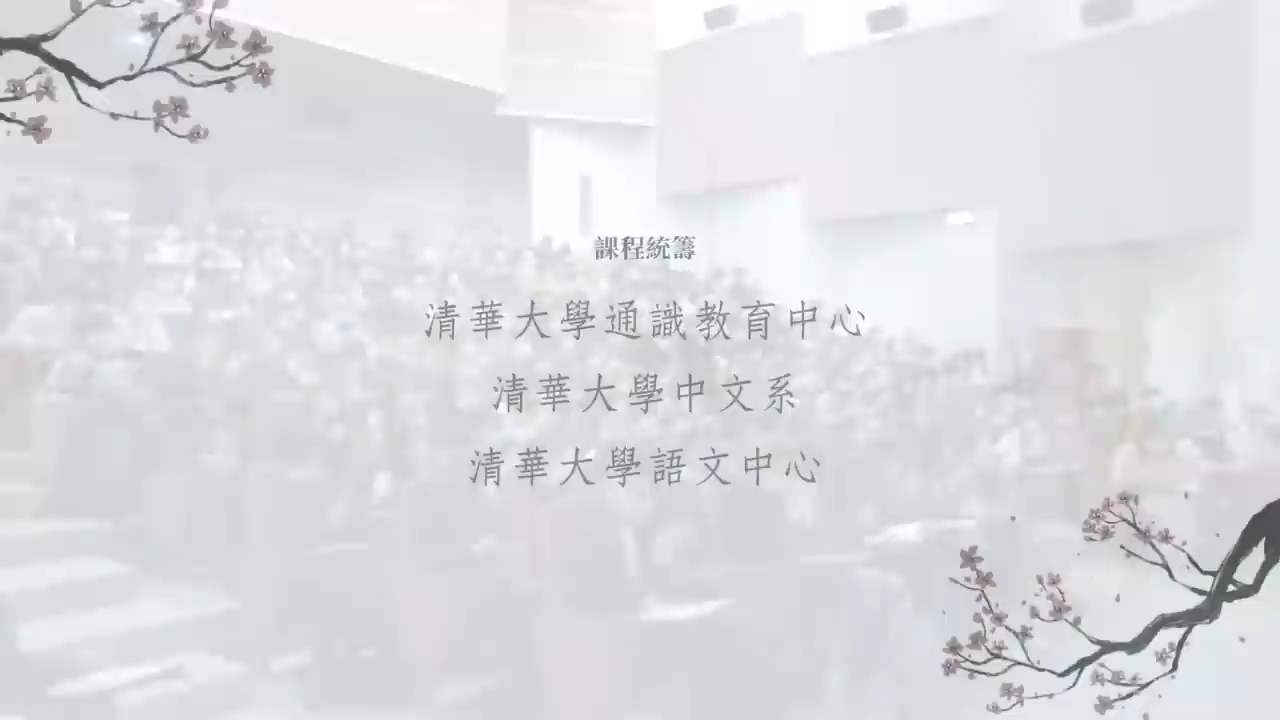 課程統籌
清華大學通識教育中心
清華大學中文系
清華大學語文中心